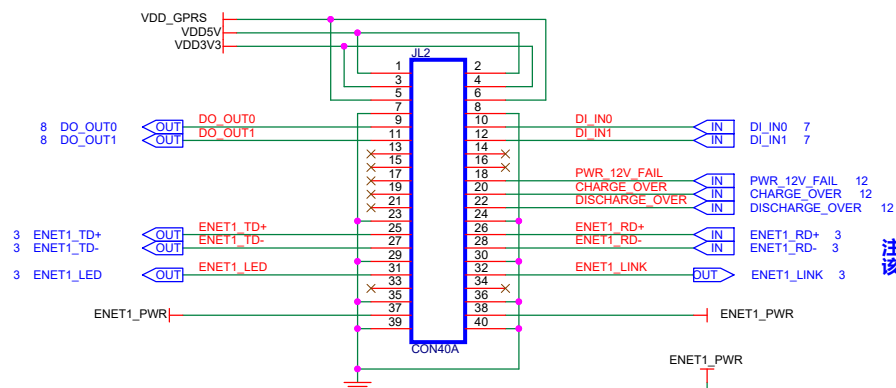 VDD_GPRS
VDD5V
VDD3V3
JL2
1 2
3 4
5 6
7 8
8 DO_OUT0 OUT DO_OUT0 9 10 DI_IN0 IN DI_IN0 7
8 DO_OUT1 OUT DO_OUT1 11 12 DI_IN1 IN DI_IN1 7
13 14
15 16
17 18 PWR_12V_FAIL IN PWR_12V_FAIL 12
19 20 CHARGE_OVER IN CHARGE_OVER 12
21 22 DISCHARGE_OVER IN DISCHARGE_OVER 12
23 24
3 ENET1_TD+ OUT ENET1_TD+ 25 26 ENET1_RD+ IN ENET1_RD+ 3
3 ENET1_TD- OUT ENET1_TD- 27 28 ENET1_RD- IN ENET1_RD- 3
29 30
3 ENET1_LED OUT ENET1_LED 31 32 ENET1_LINK OUT ENET1_LINK 3
33 34
35 36
ENET1_PWR 37 38 ENET1_PWR
39 40
CON40A
ENET1_PWR